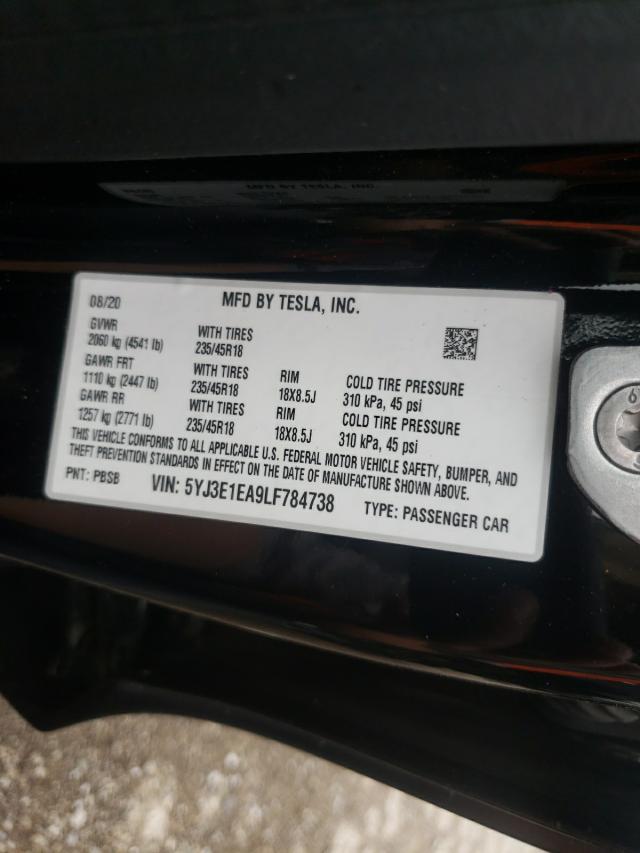 MFD BY TESLA, INC.
08/20 MFD BY TESLA, INC.
GVWR
2060 kg (4541 lb) WITH TIRES 235/45R18
GAWR FRT
1110 kg (2447 lb) WITH TIRES 235/45R18 RIM 18X8.5J COLD TIRE PRESSURE 310 kPa, 45 psi
GAWR RR
1257 kg (2771 lb) WITH TIRES 235/45R18 RIM 18X8.5J COLD TIRE PRESSURE 310 kPa, 45 psi
THIS VEHICLE CONFORMS TO ALL APPLICABLE U.S. FEDERAL MOTOR VEHICLE SAFETY, BUMPER, AND
THEFT PREVENTION STANDARDS IN EFFECT ON THE DATE OF MANUFACTURE SHOWN ABOVE.
PNT: PBSB VIN: 5YJ3E1EA9LF784738 TYPE: PASSENGER CAR
6